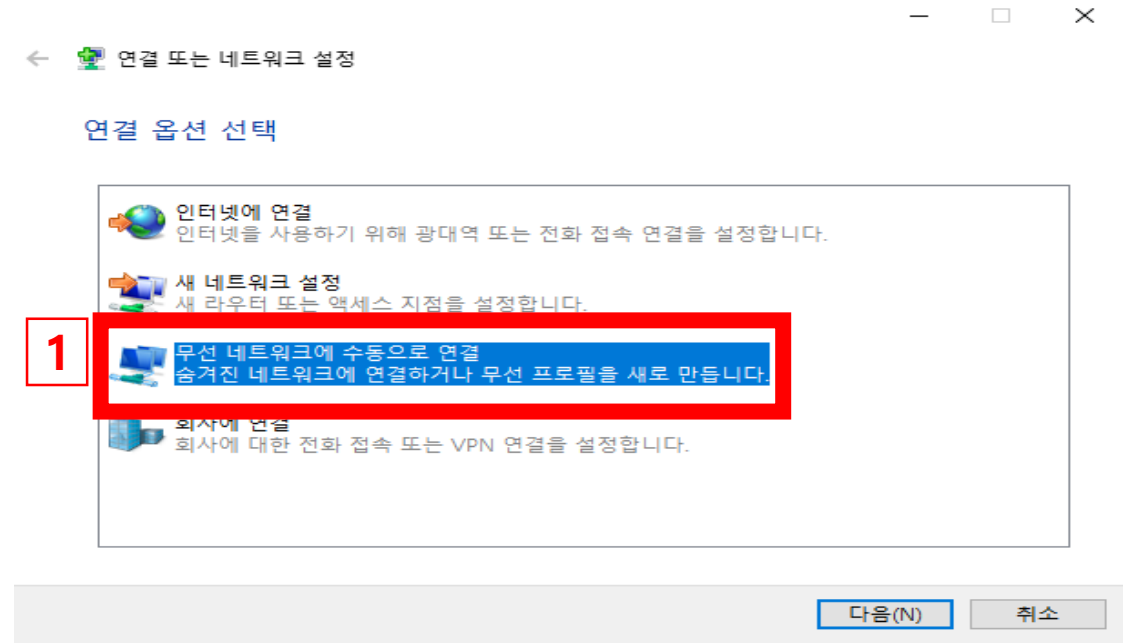 연결 또는 네트워크 설정
연결 옵션 선택
인터넷에 연결
인터넷을 사용하기 위해 광대역 또는 전화 접속 연결을 설정합니다.
새 네트워크 설정
새 라우터 또는 액세스 지점을 설정합니다.
1
무선 네트워크에 수동으로 연결
숨겨진 네트워크에 연결하거나 무선 프로필을 새로 만듭니다.
회사에 연결
회사에 대한 전화 접속 또는 VPN 연결을 설정합니다.
다음(N)
취소